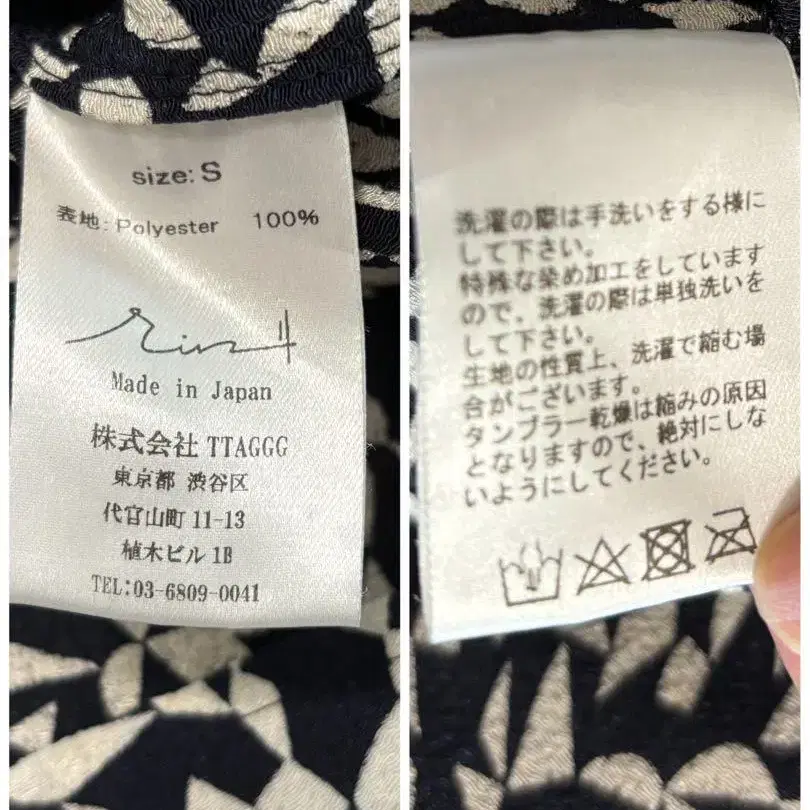 size: S
表地: Polyester 100%
Made in Japan
株式会社 TTAGGG
東京都 渋谷区
代官山町 11-13
植木ビル 1B
TEL:03-6809-0041
洗濯の際は手洗いをする様に
して下さい。
特殊な染め加工をしています
ので、洗濯の際は単独洗いを
して下さい。
生地の性質上、洗濯で縮む場
合がございます。
タンブラー乾燥は縮みの原因
となりますので、絶対にしな
いようにしてください。